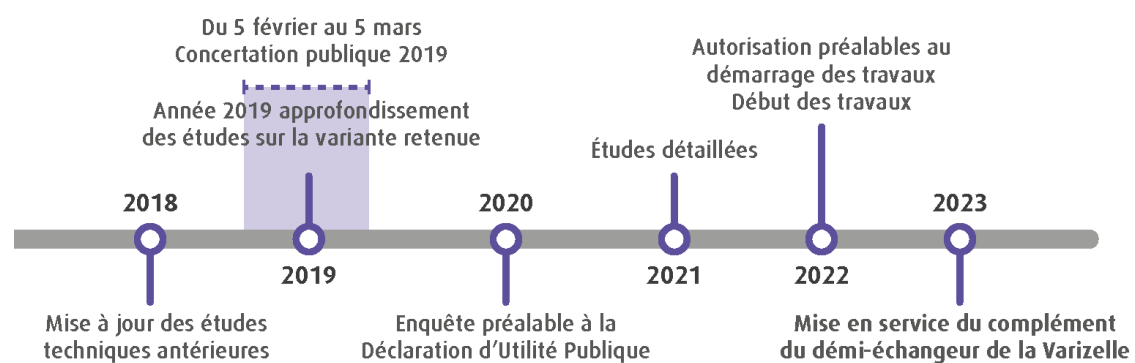 Du 5 février au 5 mars
Concertation publique 2019
Année 2019 approfondissement
des études sur la variante retenue
Autorisation préalables au
démarrage des travaux
Début des travaux
Études détaillées
2018
2020
2023
2019
2021
2022
Mise à jour des études
techniques antérieures
Enquête préalable à la
Déclaration d'Utilité Publique
Mise en service du complément
du démi-échangeur de la Varizelle